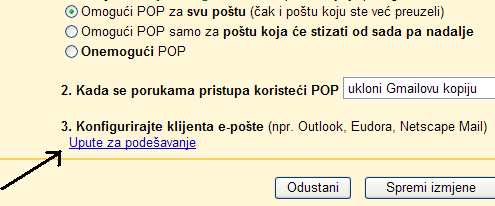 Omogući POP za svu poštu (čak i poštu koju ste već preuzeli)
Omogući POP samo za poštu koja će stizati od sada pa nadalje
Onemogući POP
2. Kada se porukama pristupa koristeći POP ukloni Gmailovu kopiju
3. Konfigurirajte klijenta e-pošte (npr. Outlook, Eudora, Netscape Mail)
Upute za podešavanje
Odustani Spremi izmjene